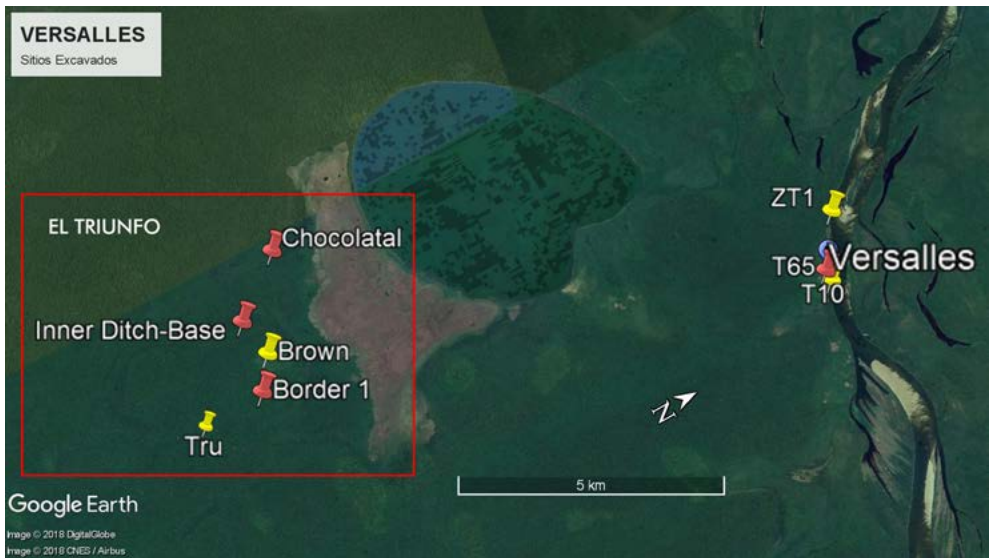 VERSALLES
Sitios Excavados
ZT1
EL TRIUNFO
Chocolatal
T65 Versalles
T10
Inner Ditch-Base
Brown
Border 1
N
Tru
5 km
Google Earth
Image © 2018 DigitalGlobe
Image © 2018 CNES / Airbus